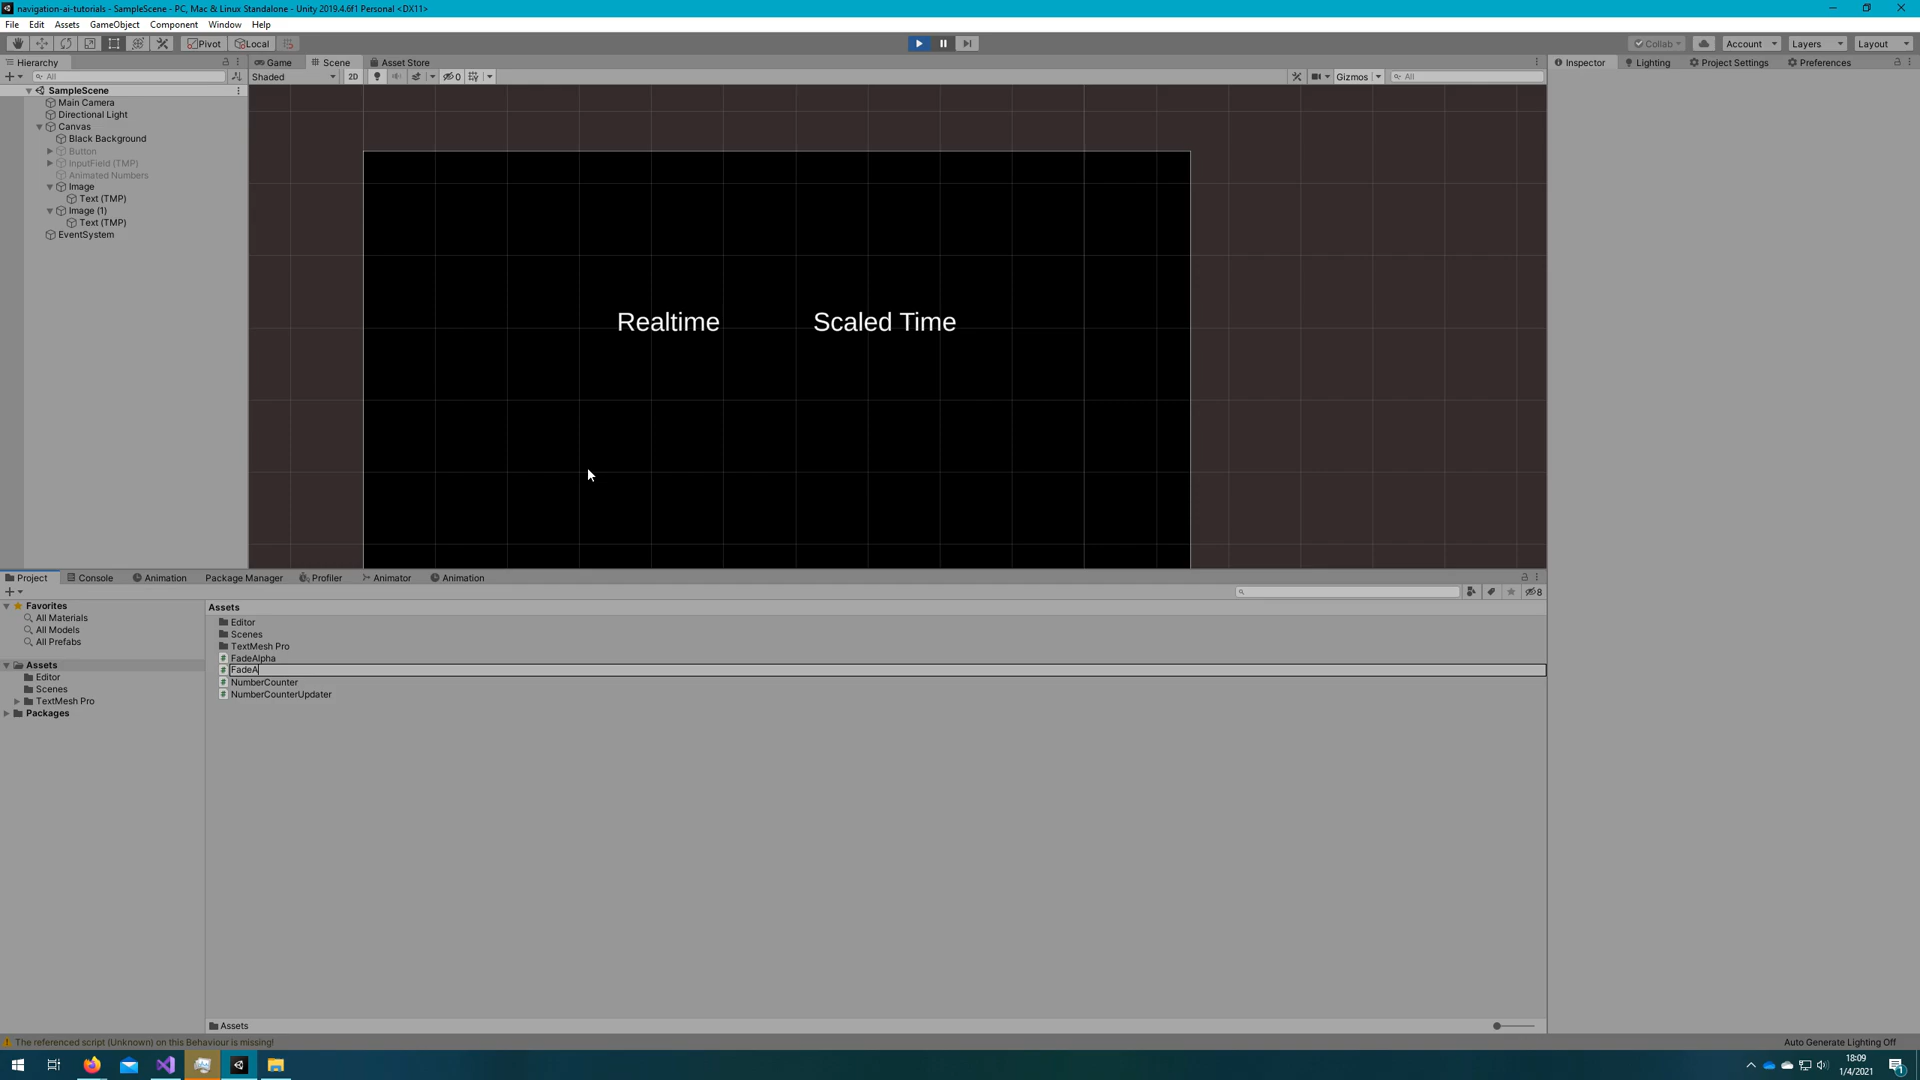 navigation-ai-tutorials - SampleScene - PC, Mac & Linux Standalone - Unity 2019.4.6f1 Personal <DX11>
File Edit Assets GameObject Component Window Help
Pivot Local Collab Account Layers Layout
Hierarchy Game Scene Asset Store Inspector Lighting Project Settings Preferences
All Shaded 2D 0 Gizmos All
SampleScene
Main Camera
Directional Light
Canvas
Black Background
Button
InputField (TMP)
Animated Numbers
Image
Text (TMP)
Image (1)
Text (TMP)
EventSystem
Realtime Scaled Time
Project Console Animation Package Manager Profiler Animator Animation
8
Favorites
All Materials
All Models
All Prefabs
Assets
Editor
Scenes
TextMesh Pro
Packages
Assets
Editor
Scenes
TextMesh Pro
FadeAlpha
FadeA
NumberCounter
NumberCounterUpdater
Assets
The referenced script (Unknown) on this Behaviour is missing!
Auto Generate Lighting Off
18:09
1/4/2021
1